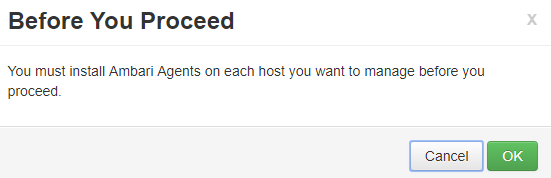 Before You Proceed
X
You must install Ambari Agents on each host you want to manage before you
proceed.
Cancel
OK